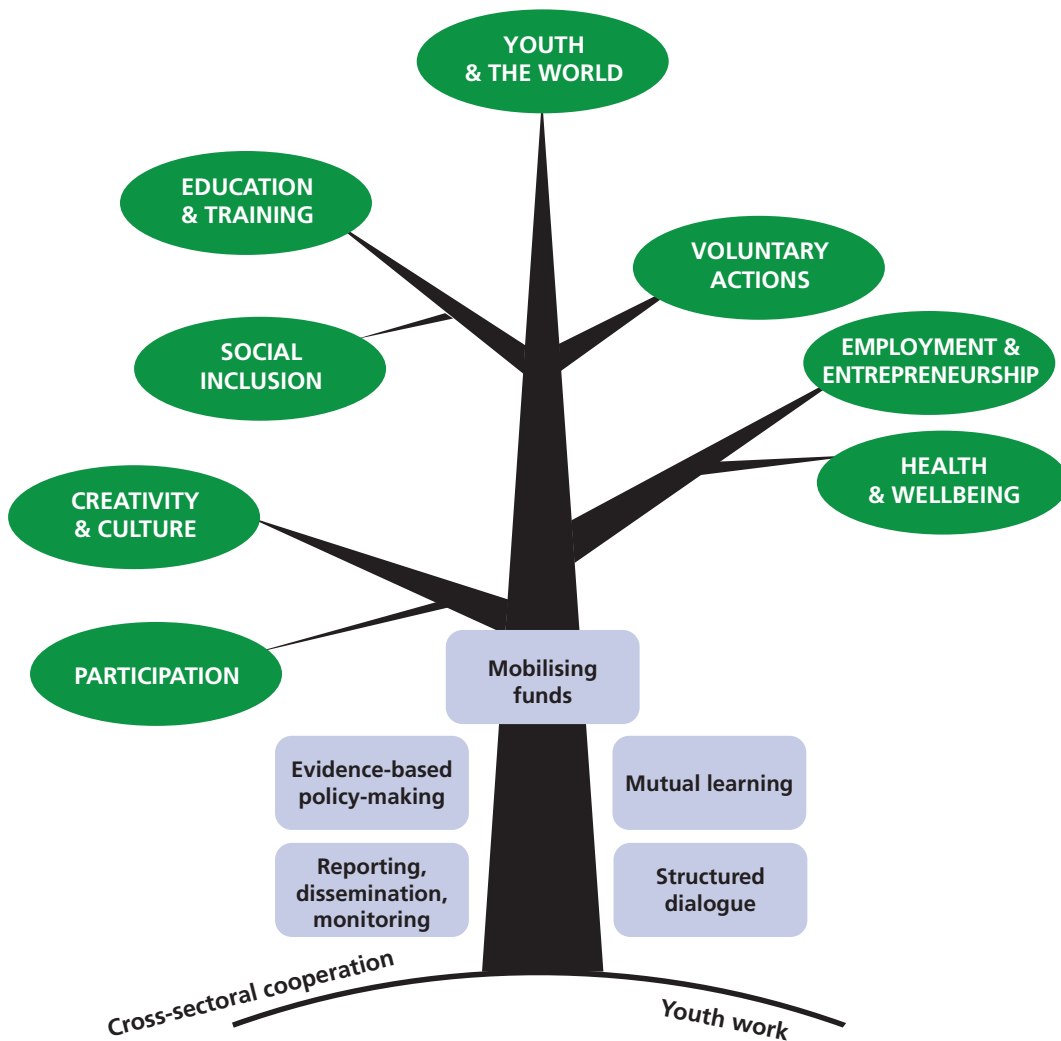 YOUTH
& THE WORLD
EDUCATION
& TRAINING
VOLUNTARY
ACTIONS
SOCIAL
INCLUSION
EMPLOYMENT &
ENTREPRENEURSHIP
HEALTH
& WELLBEING
CREATIVITY
& CULTURE
PARTICIPATION
Mobilising
funds
Evidence-based
policy-making
Mutual learning
Reporting,
dissemination,
monitoring
Structured
dialogue
Cross-sectoral cooperation
Youth work